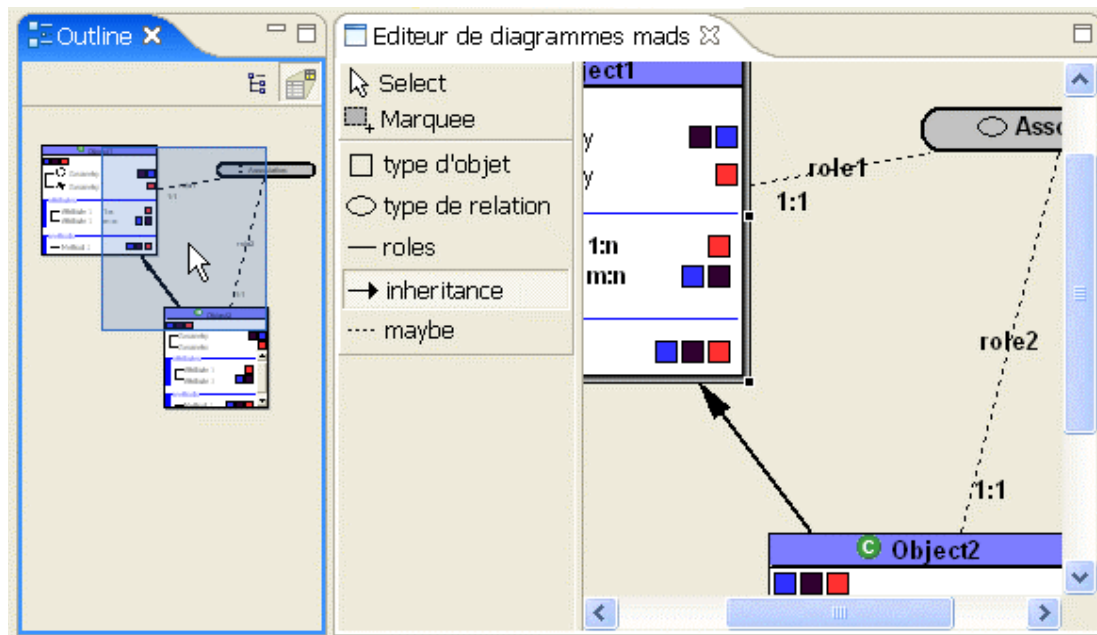 Outline
Editeur de diagrammes mads
Select
Marquee
type d'objet
type de relation
roles
inheritance
maybe
ject1
y
y
1:n
m:n
role1
1:1
Asso
role2
1:1
Object2